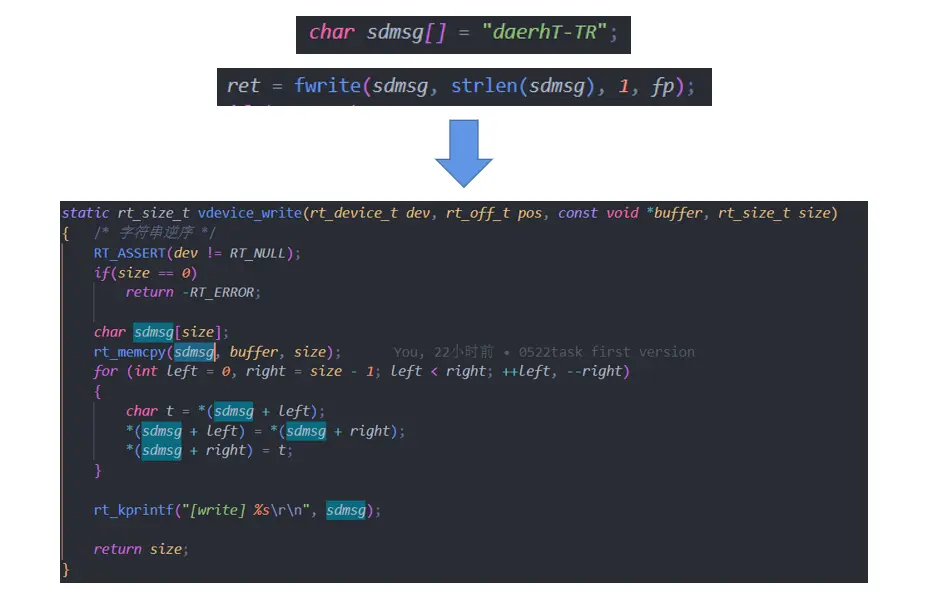 char sdmsg[] = "daerhT-TR";
ret = fwrite(sdmsg, strlen(sdmsg), 1, fp);
static rt_size_t vdevice_write(rt_device_t dev, rt_off_t pos, const void *buffer, rt_size_t size)
{ /* 字符串逆序 */
RT_ASSERT(dev != RT_NULL);
if(size == 0)
return -RT_ERROR;
char sdmsg[size];
rt_memcpy(sdmsg, buffer, size); You, 22小时前 • 0522task first version
for (int left = 0, right = size - 1; left < right; ++left, --right)
{
char t = *(sdmsg + left);
*(sdmsg + left) = *(sdmsg + right);
*(sdmsg + right) = t;
}
rt_kprintf("[write] %s\r\n", sdmsg);
return size;
}